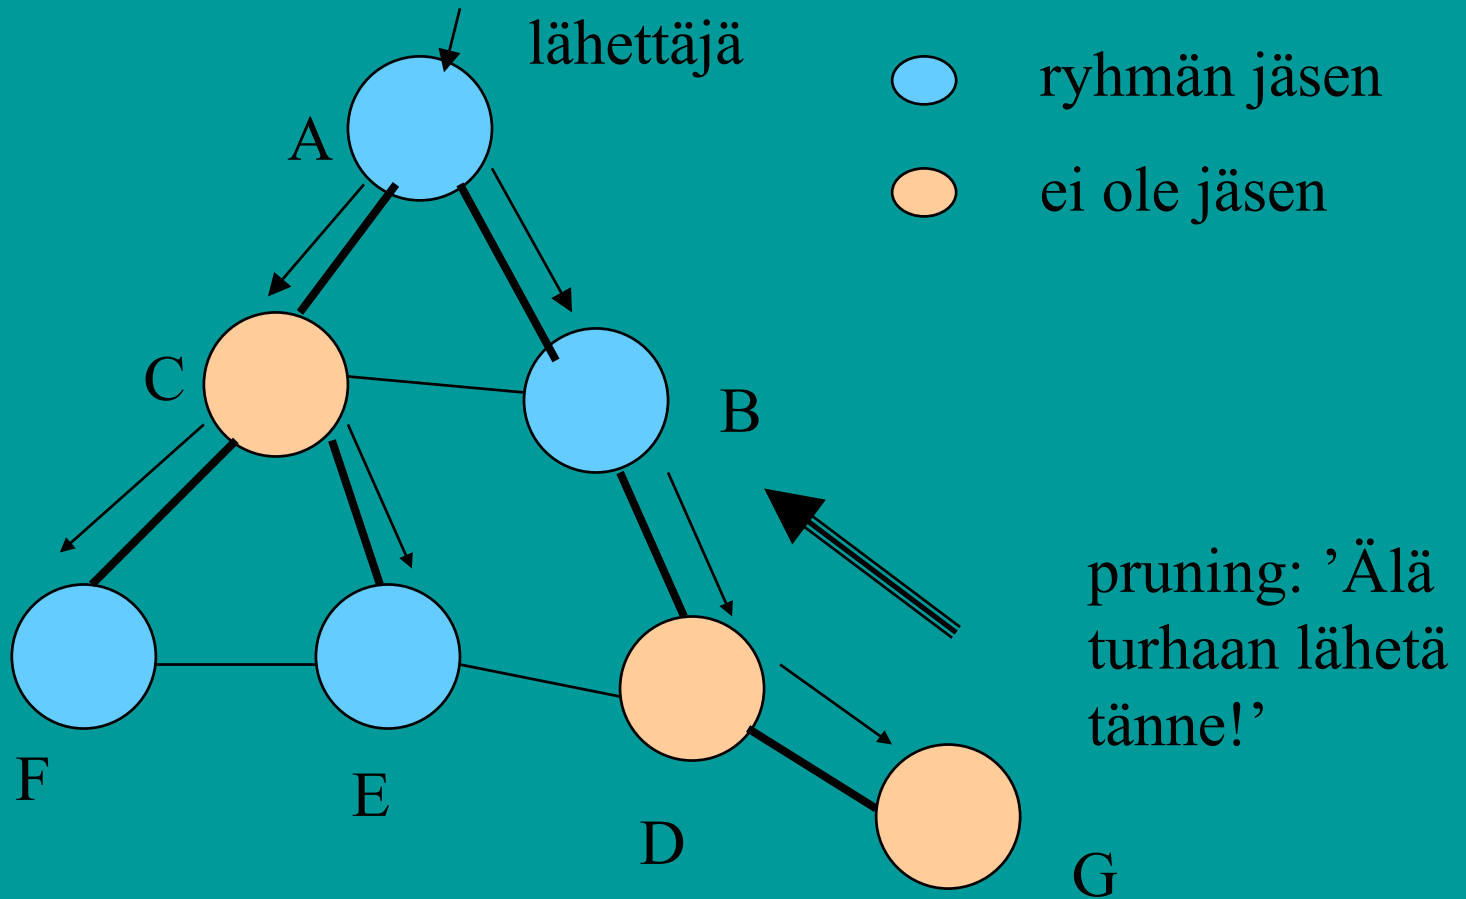 lähettäjä
ryhmän jäsen
A
ei ole jäsen
C
B
pruning: ’Älä
turhaan lähetä
tänne!’
F
E
D
G